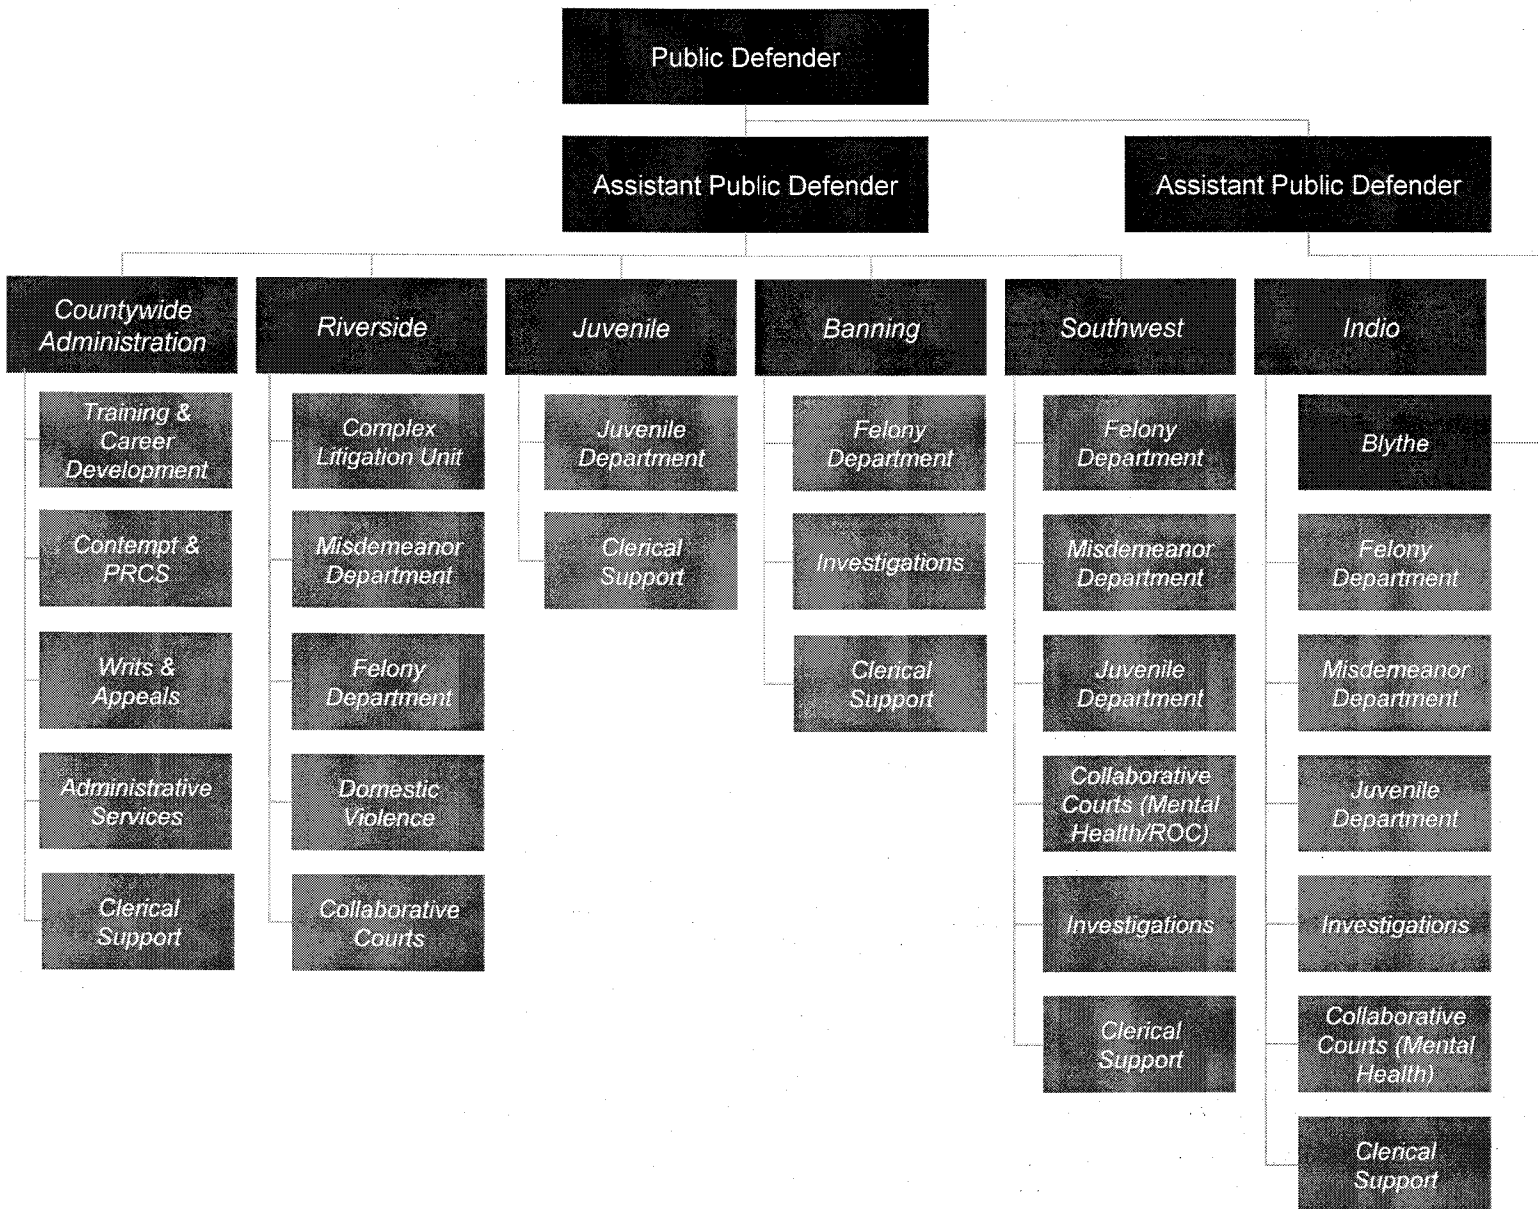 Public Defender
Assistant Public Defender
Assistant Public Defender
Countywide
Administration
Riverside
Juvenile
Banning
Southwest
Indio
Training &
Career
Development
Contempt &
PRCS
Writs &
Appeals
Administrative
Services
Clerical
Support
Complex
Litigation Unit
Misdemeanor
Department
Felony
Department
Domestic
Violence
Collaborative
Courts
Juvenile
Department
Clerical
Support
Felony
Department
Investigations
Clerical
Support
Felony
Department
Misdemeanor
Department
Juvenile
Department
Collaborative
Courts (Mental
Health/ROC)
Investigations
Clerical
Support
Blythe
Felony
Department
Misdemeanor
Department
Juvenile
Department
Investigations
Collaborative
Courts (Mental
Health)
Clerical
Support